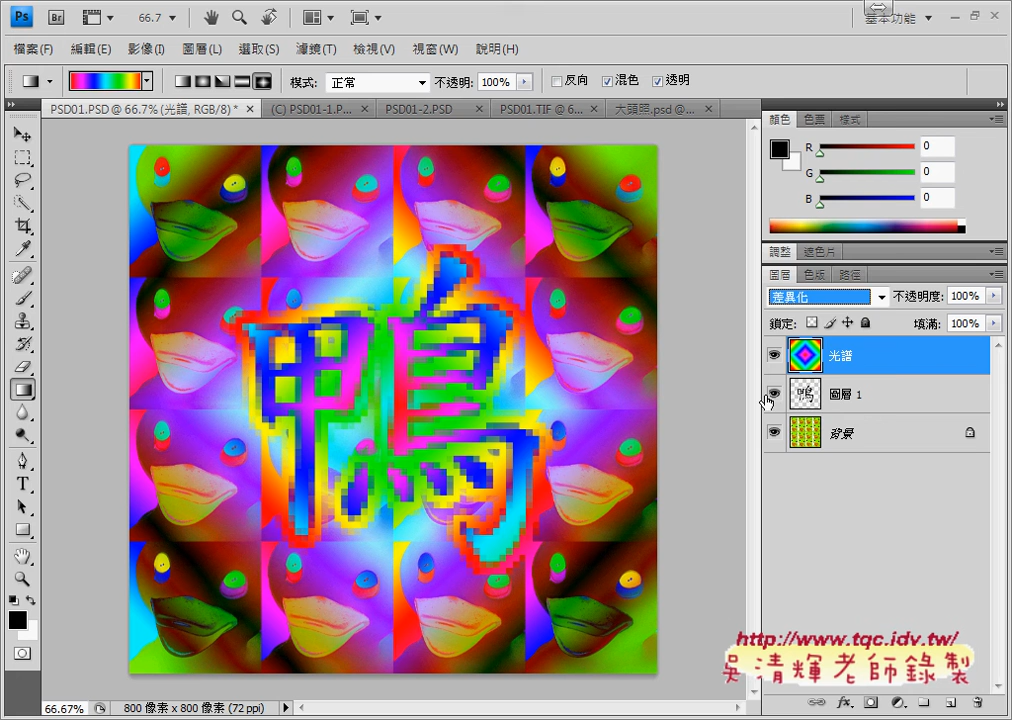 Ps Br 66.7 基本功能
檔案(F) 編輯(E) 影像(I) 圖層(L) 選取(S) 濾鏡(T) 檢視(V) 視窗(W) 說明(H)
模式: 正常 不透明: 100% 反向 混色 透明
PSD01.PSD @ 66.7% (光譜, RGB/8) * (C) PSD01-1.P... PSD01-2.PSD PSD01.TIF @ 6... 大頭照.psd @...
顏色 色票 樣式
R 0
G 0
B 0
調整 遮色片
圖層 色版 路徑
差異化 不透明度: 100%
鎖定: 填滿: 100%
光譜
圖層 1
背景
鴨
http://www.tqc.idv.tw/
吳清輝老師錄製
66.67% 800 像素 x 800 像素 (72 ppi)
fx